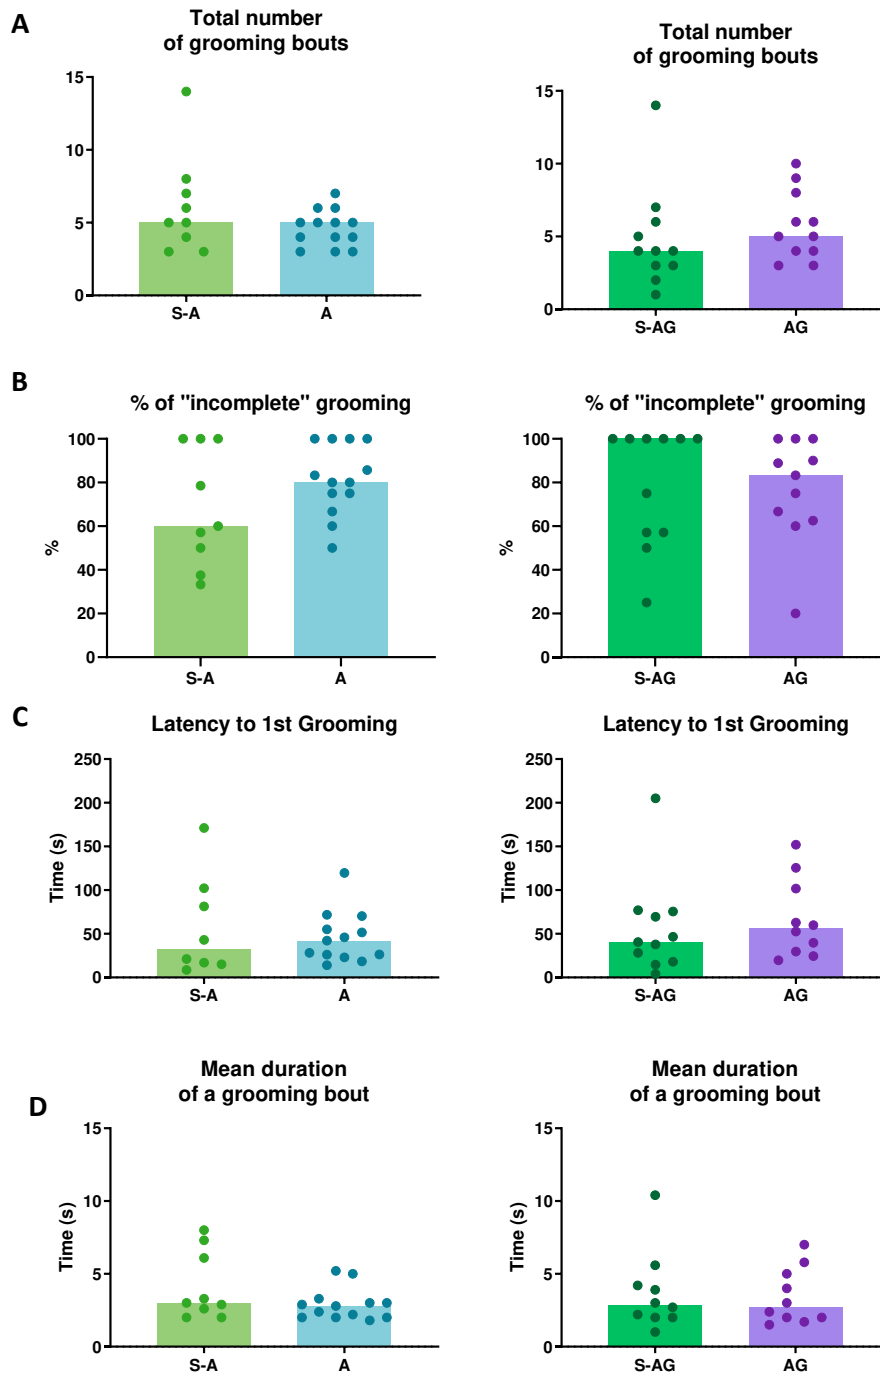 A
Total number
of grooming bouts
15
10
5
0
S-A
A
Total number
of grooming bouts
15
10
5
0
S-AG
AG
B
% of "incomplete" grooming
%
100
80
60
40
20
0
S-A
A
% of "incomplete" grooming
%
100
80
60
40
20
0
S-AG
AG
C
Latency to 1st Grooming
Time (s)
250
200
150
100
50
0
S-A
A
Latency to 1st Grooming
Time (s)
250
200
150
100
50
0
S-AG
AG
D
Mean duration
of a grooming bout
Time (s)
15
10
5
0
S-A
A
Mean duration
of a grooming bout
Time (s)
15
10
5
0
S-AG
AG